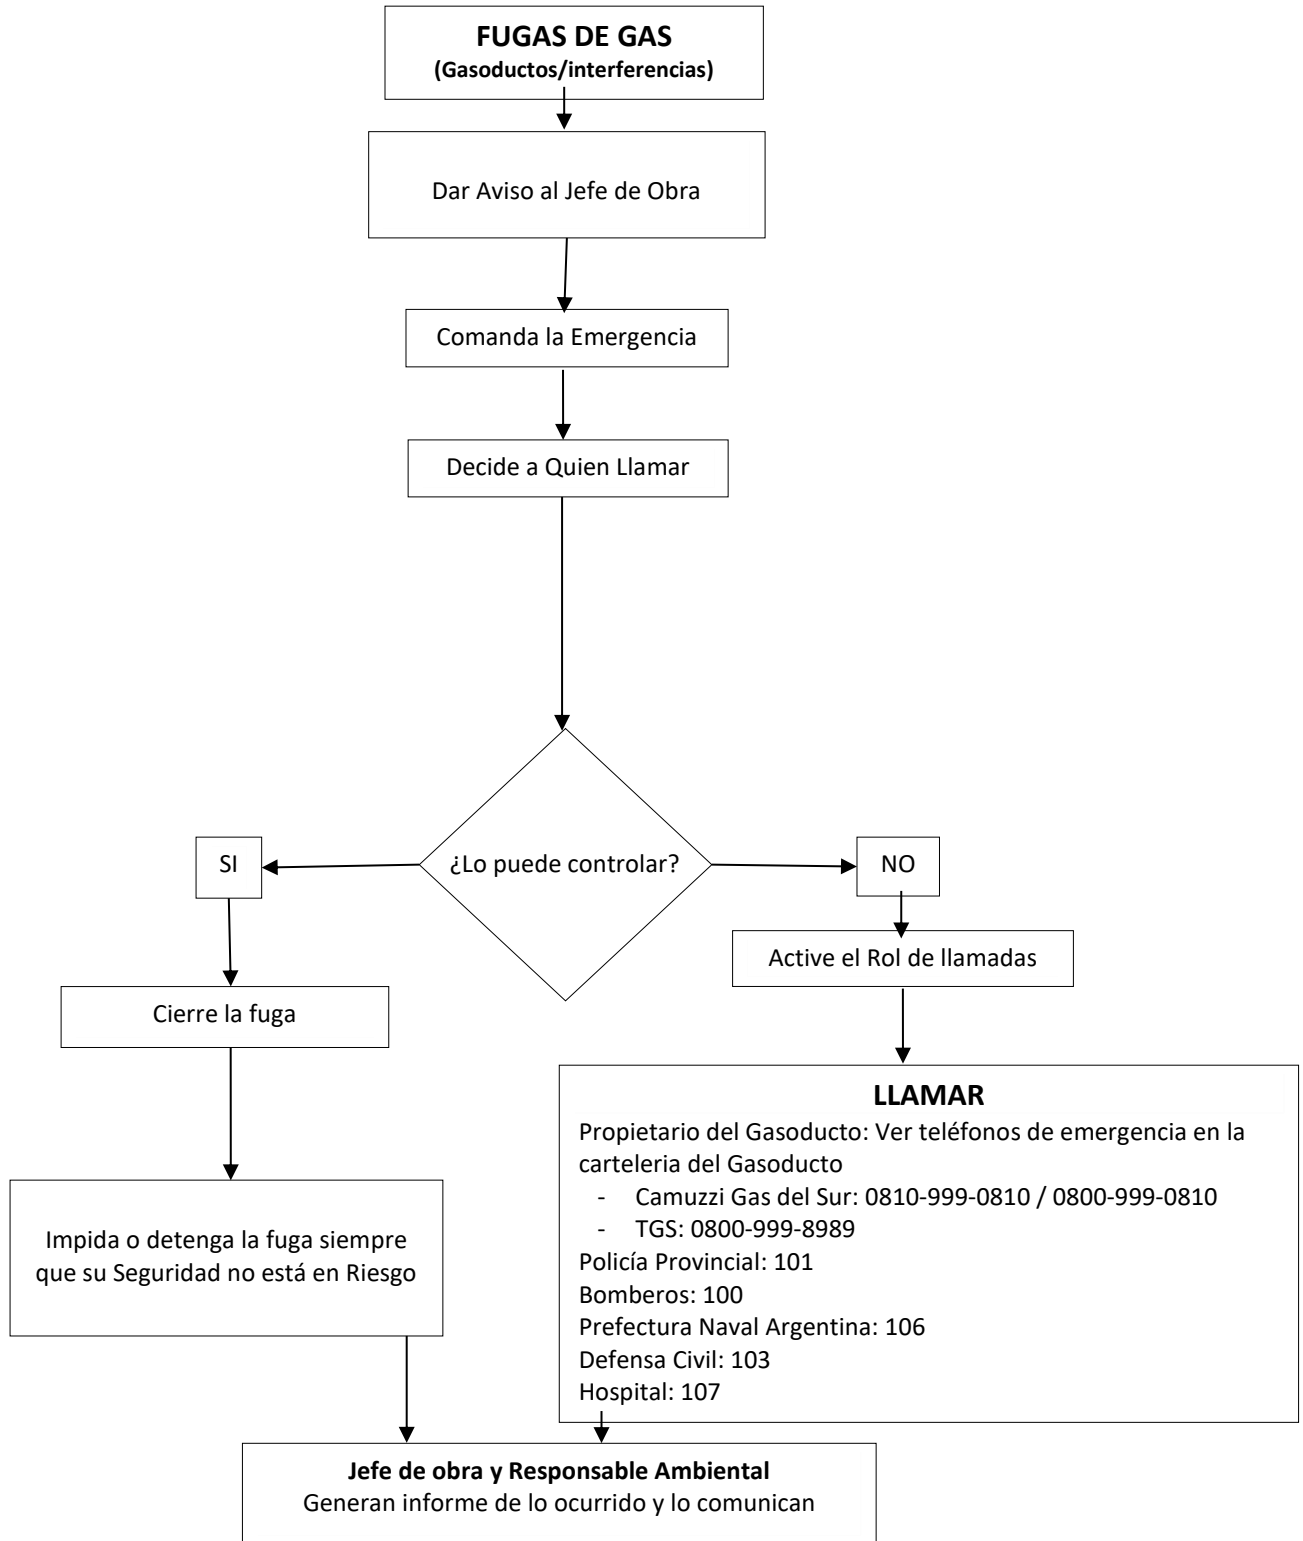 FUGAS DE GAS
(Gasoductos/interferencias)
Dar Aviso al Jefe de Obra
Comanda la Emergencia
Decide a Quien Llamar
¿Lo puede controlar?
SI
NO
Active el Rol de llamadas
Cierre la fuga
LLAMAR
Propietario del Gasoducto: Ver teléfonos de emergencia en la
carteleria del Gasoducto
- Camuzzi Gas del Sur: 0810-999-0810 / 0800-999-0810
- TGS: 0800-999-8989
Policía Provincial: 101
Bomberos: 100
Prefectura Naval Argentina: 106
Defensa Civil: 103
Hospital: 107
Impida o detenga la fuga siempre
que su Seguridad no está en Riesgo
Jefe de obra y Responsable Ambiental
Generan informe de lo ocurrido y lo comunican